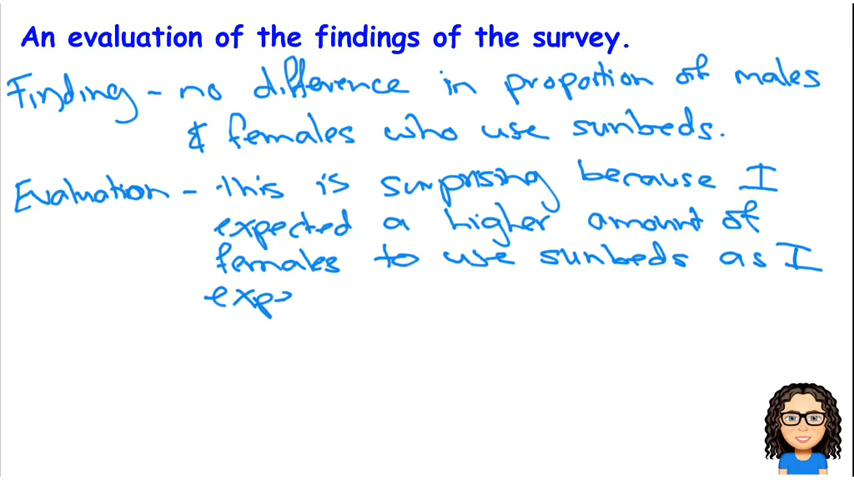 An evaluation of the findings of the survey.
Finding - no difference in proportion of males
& females who use sunbeds.
Evaluation - this is surprising because I
expected a higher amount of
females to use sunbeds as I
exp